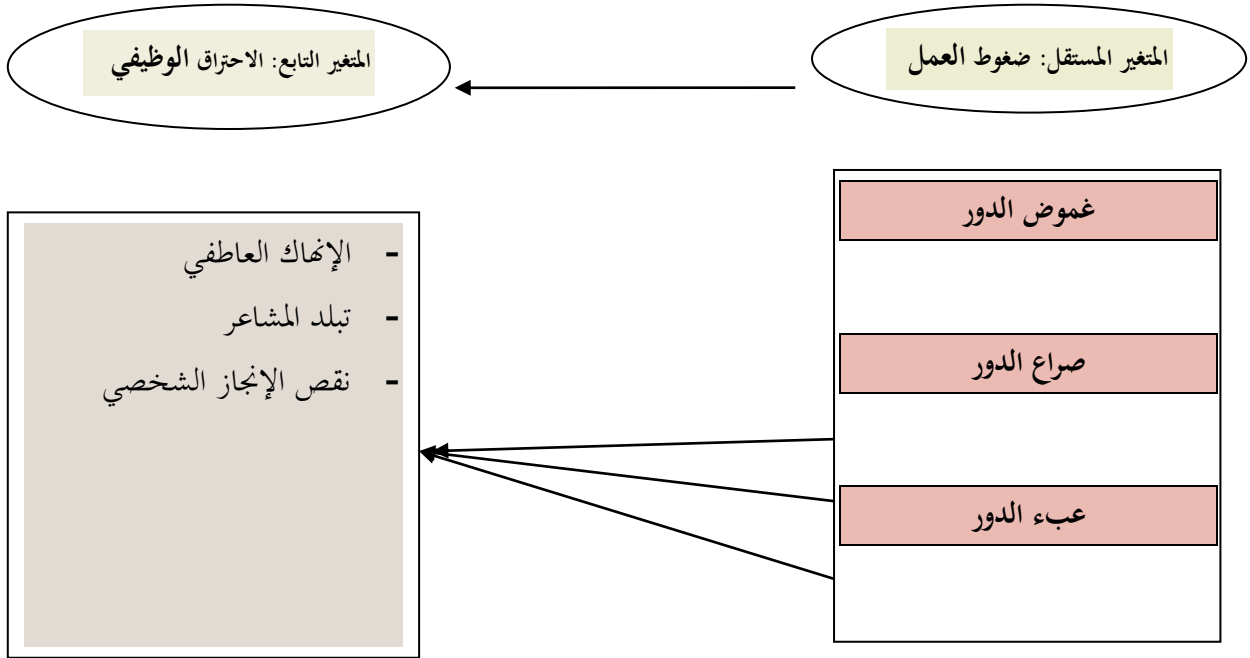 المتغير المستقل: ضغوط العمل
المتغير التابع: الاحتراق الوظيفي
غموض الدور
صراع الدور
عبء الدور
- الإنهاك العاطفي
- تبلد المشاعر
- نقص الإنجاز الشخصي